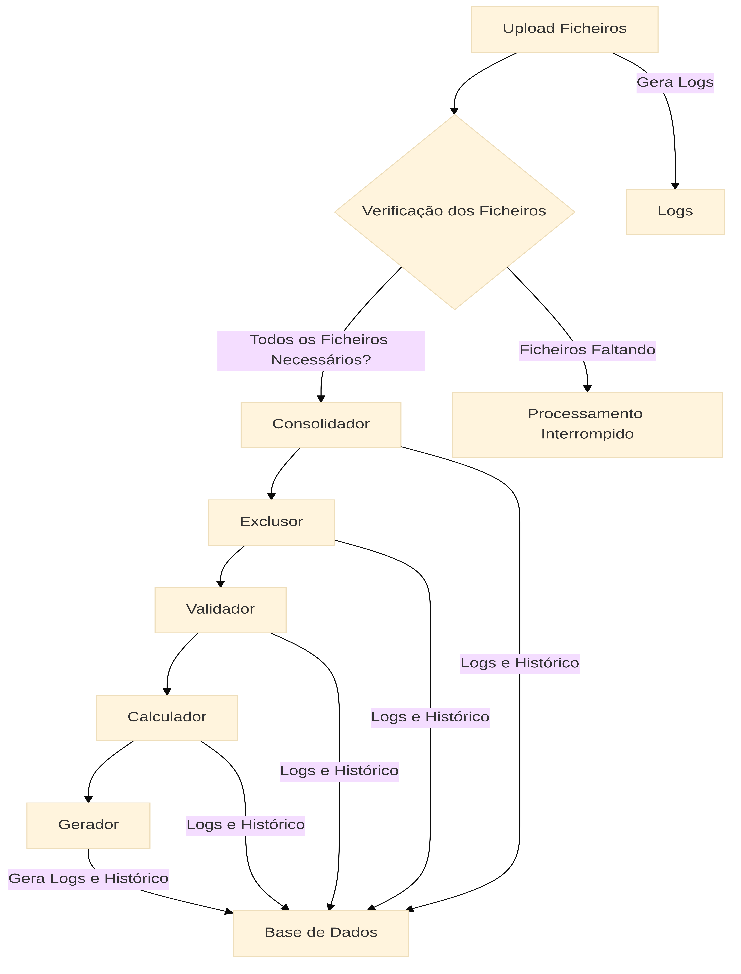 Upload Ficheiros
Gera Logs
Verificação dos Ficheiros
Logs
Todos os Ficheiros
Necessários?
Ficheiros Faltando
Consolidador
Processamento
Interrompido
Exclusor
Validador
Logs e Histórico
Calculador
Logs e Histórico
Logs e Histórico
Gerador
Logs e Histórico
Gera Logs e Histórico
Base de Dados